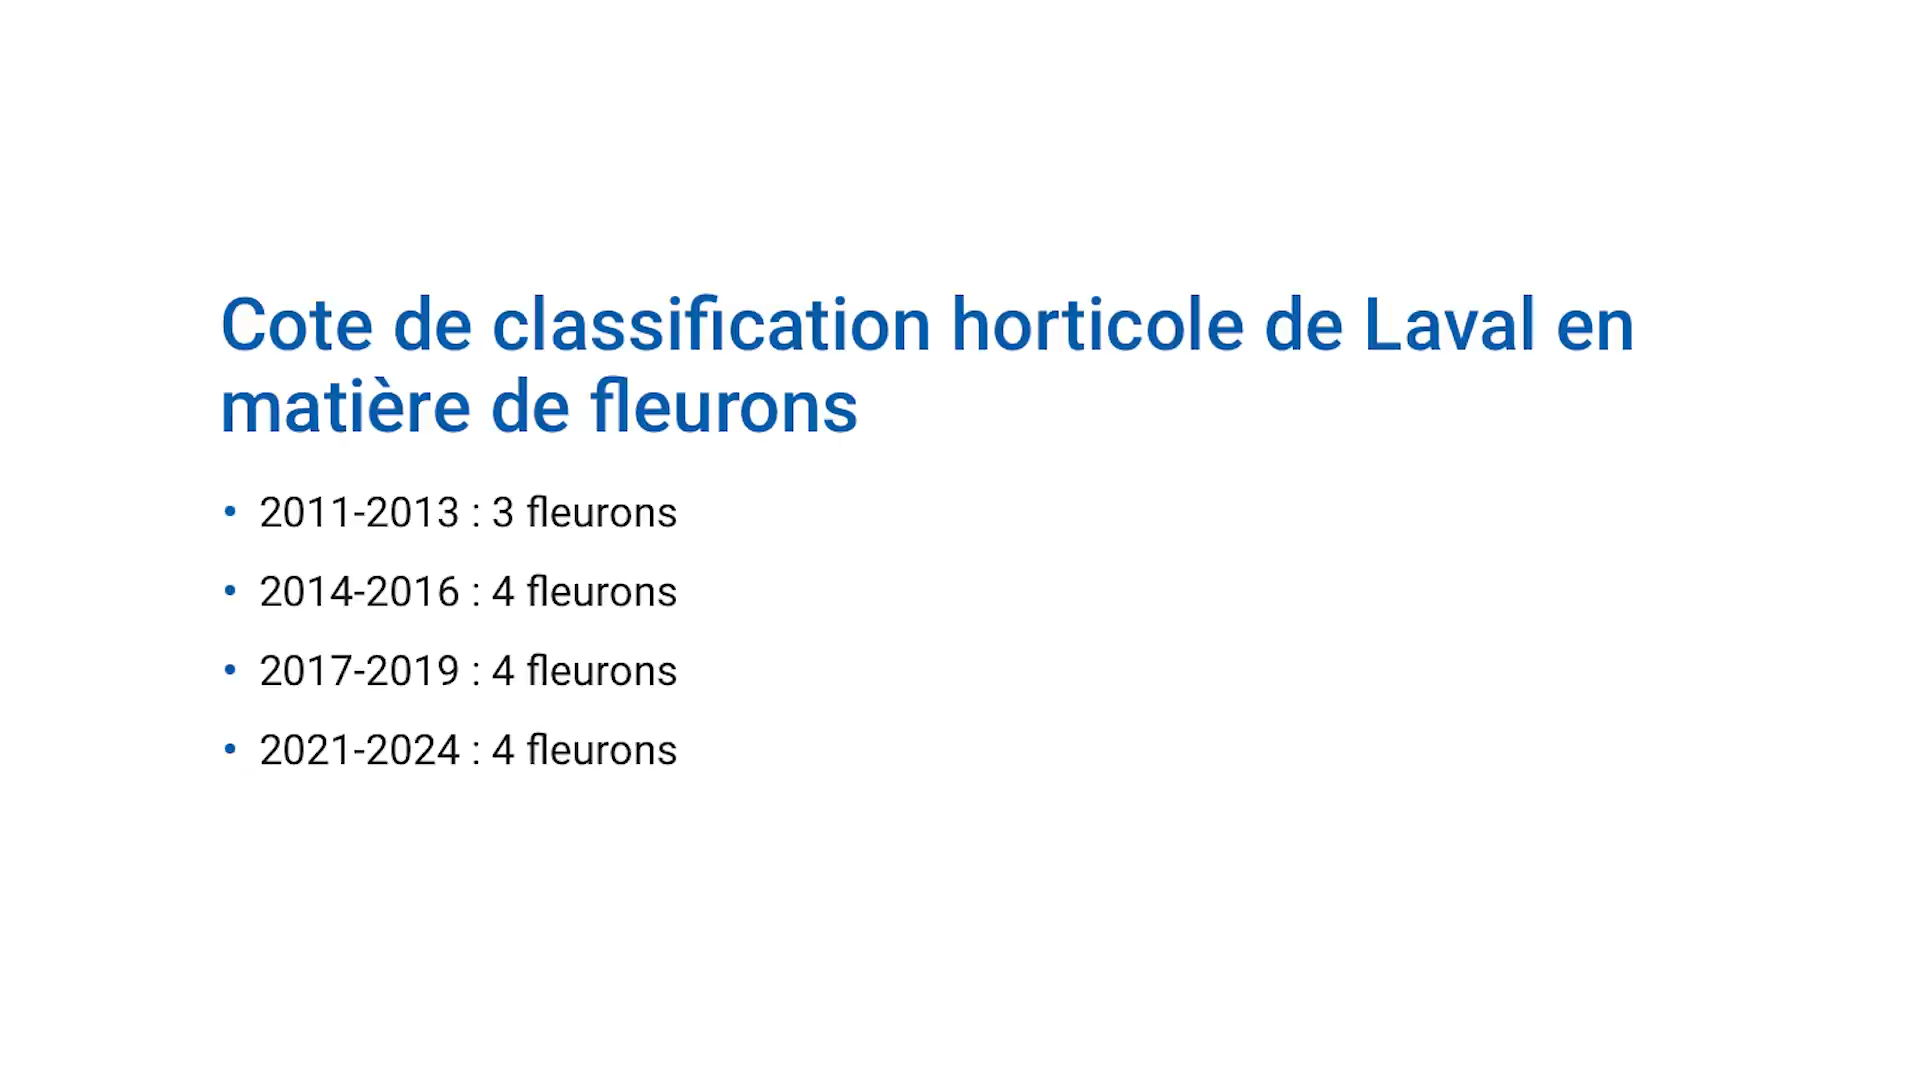 Cote de classification horticole de Laval en
matière de fleurons
• 2011-2013 : 3 fleurons
• 2014-2016 : 4 fleurons
• 2017-2019 : 4 fleurons
• 2021-2024 : 4 fleurons